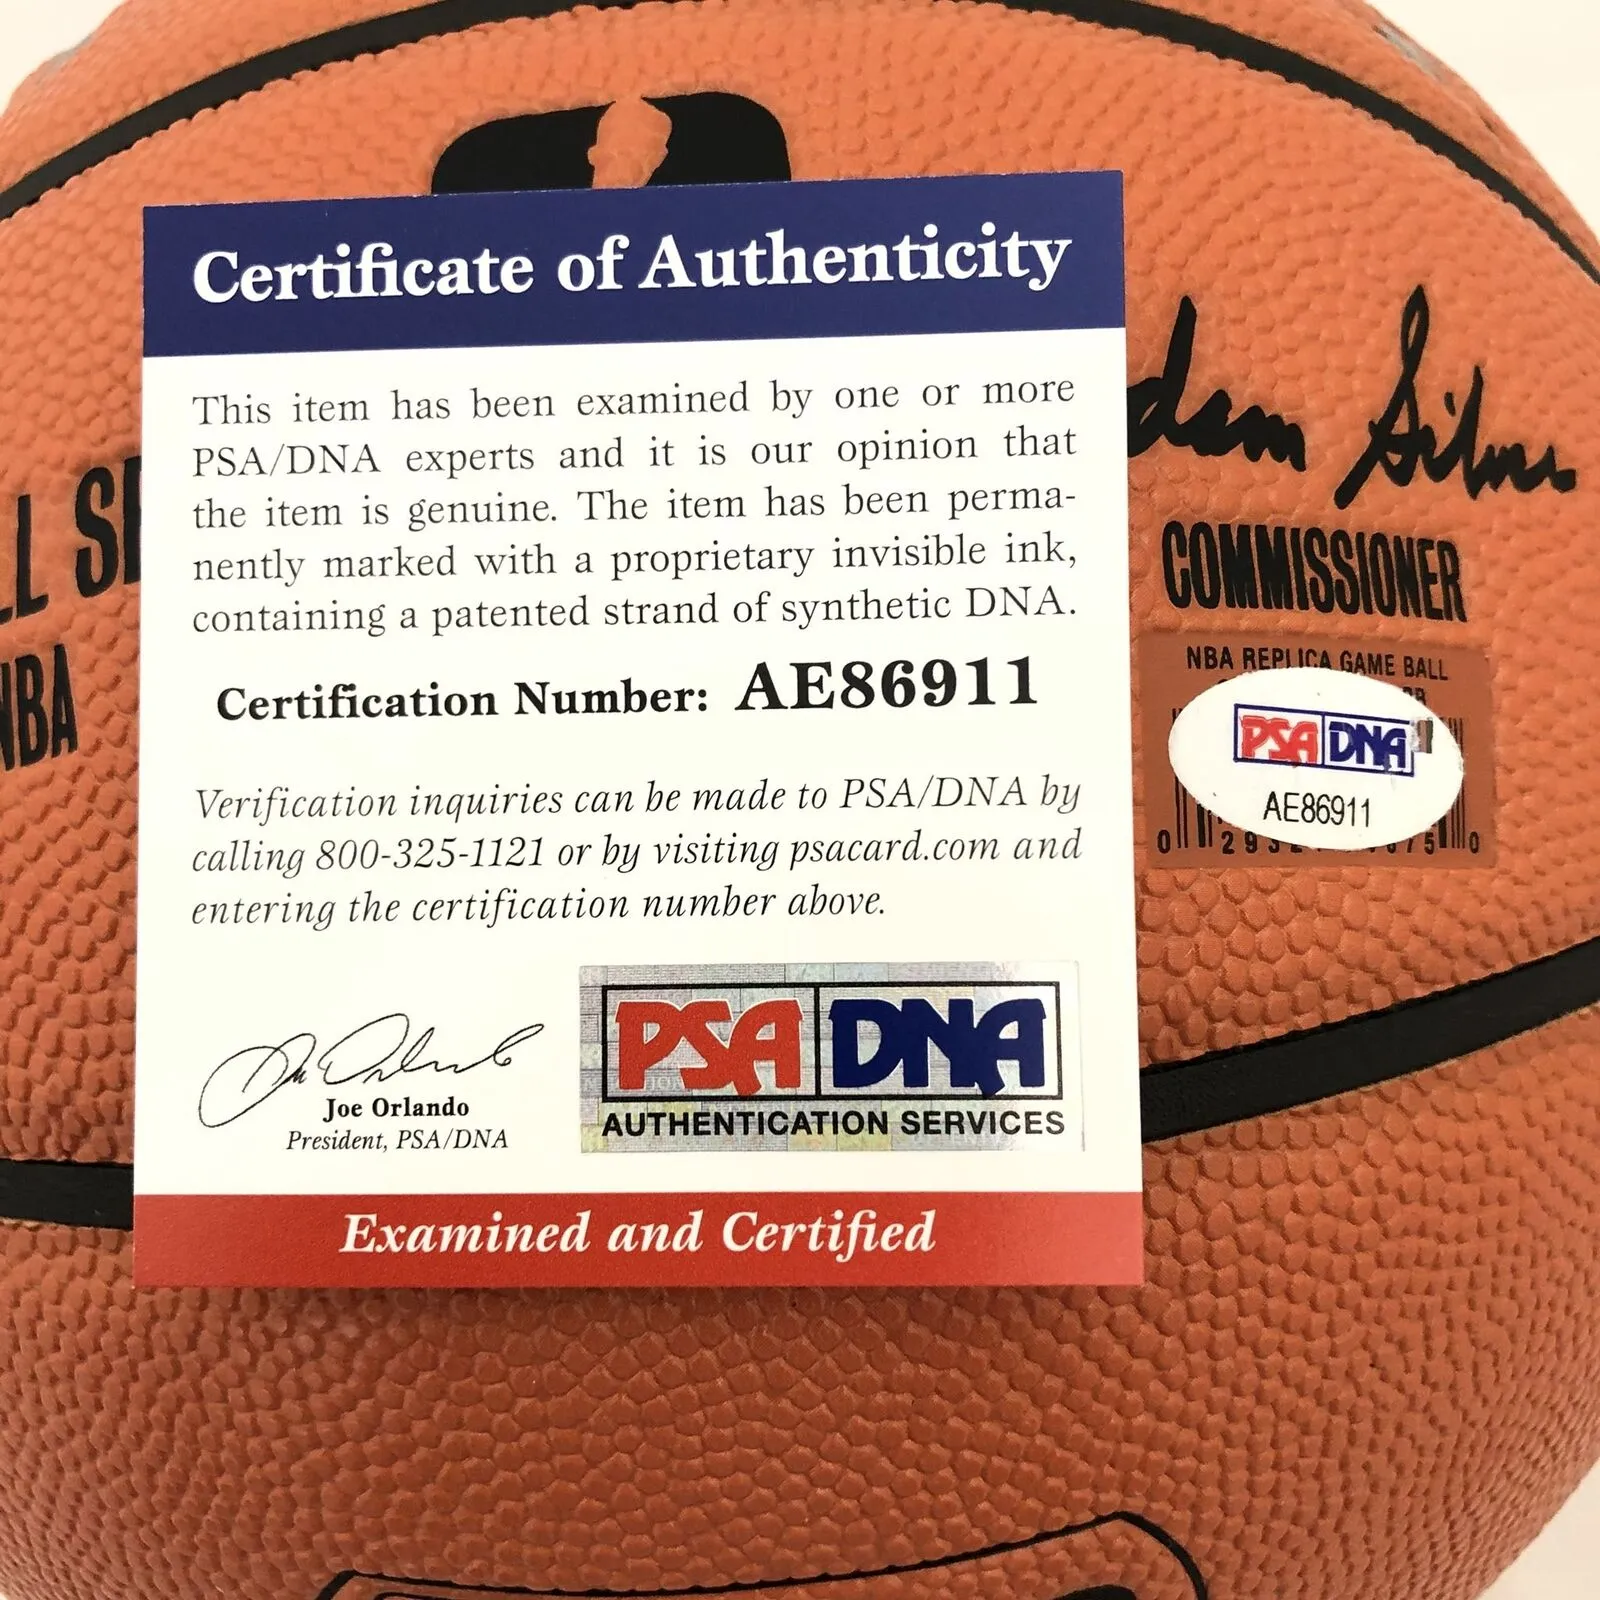 Certificate of Authenticity
This item has been examined by one or more
PSA/DNA experts and it is our opinion that
the item is genuine. The item has been perma-
nently marked with a proprietary invisible ink,
containing a patented strand of synthetic DNA.
Certification Number: AE86911
Verification inquiries can be made to PSA/DNA by
calling 800-325-1121 or by visiting psacard.com and
entering the certification number above.
Joe Orlando
President, PSA/DNA
PSA DNA
AUTHENTICATION SERVICES
Examined and Certified
NBA
Silver
COMMISSIONER
NBA REPLICA GAME BALL
PSA DNA
AE86911